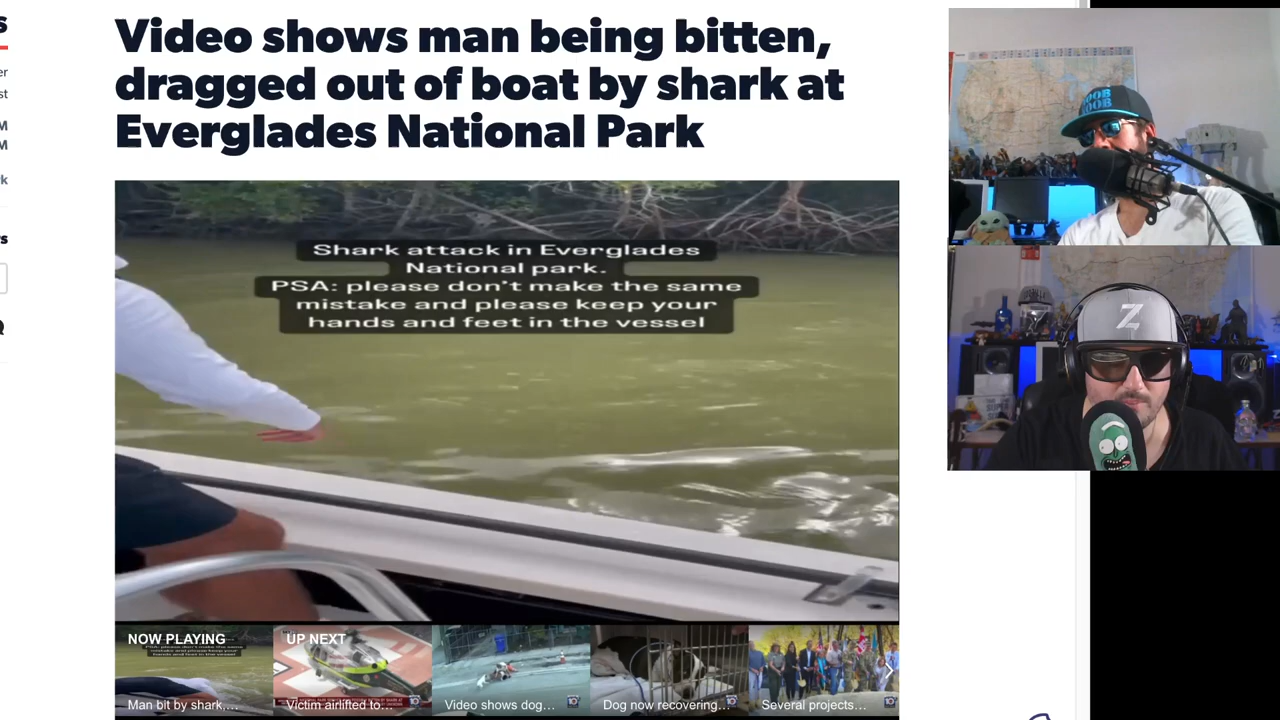 Video shows man being bitten,
dragged out of boat by shark at
Everglades National Park
Shark attack in Everglades
National park.
PSA: please don't make the same
mistake and please keep your
hands and feet in the vessel
NOW PLAYING
UP NEXT
Man bit by shark,...
Victim airlifted to...
Video shows dog...
Dog now recovering...
Several projects...